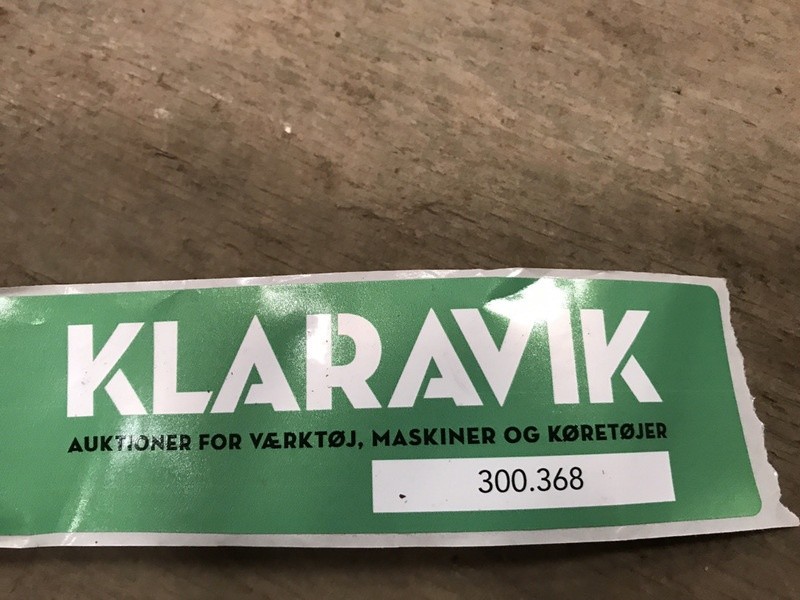 KLARAVIK
AUKTIONER FOR VÆRKTØJ, MASKINER OG KØRETØJER
300.368